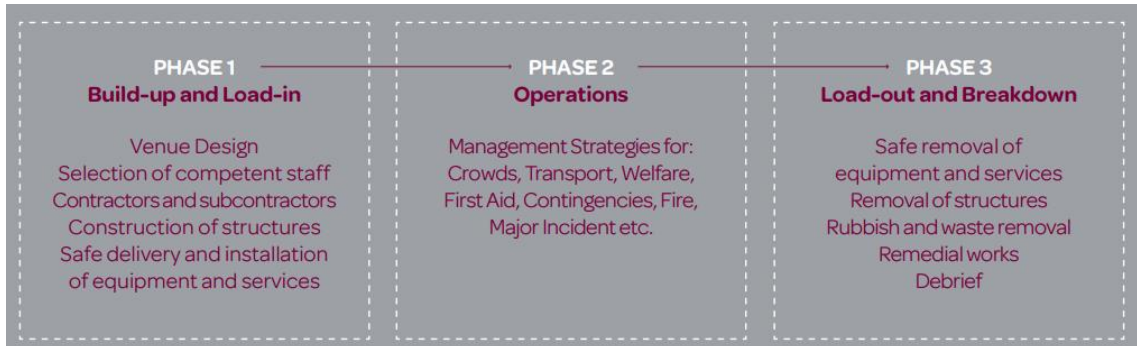 PHASE 1
Build-up and Load-in
Venue Design
Selection of competent staff
Contractors and subcontractors
Construction of structures
Safe delivery and installation
of equipment and services
PHASE 2
Operations
Management Strategies for:
Crowds, Transport, Welfare,
First Aid, Contingencies, Fire,
Major Incident etc.
PHASE 3
Load-out and Breakdown
Safe removal of
equipment and services
Removal of structures
Rubbish and waste removal
Remedial works
Debrief